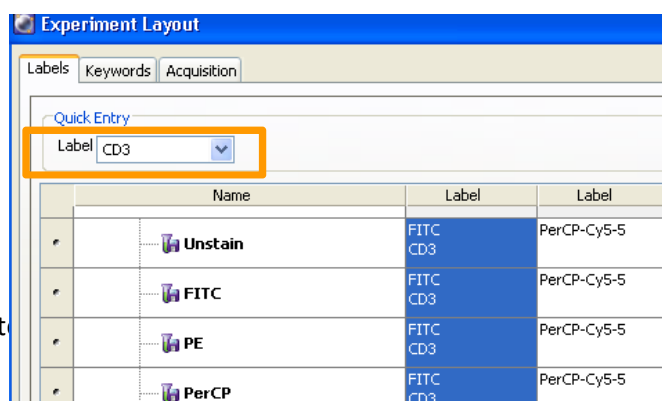 Experiment Layout
Labels Keywords Acquisition
Quick Entry
Label CD3
Name Label Label
Unstain FITC PerCP-Cy5-5
CD3
FITC FITC PerCP-Cy5-5
CD3
PE FITC PerCP-Cy5-5
CD3
PerCP FITC PerCP-Cy5-5
CD3